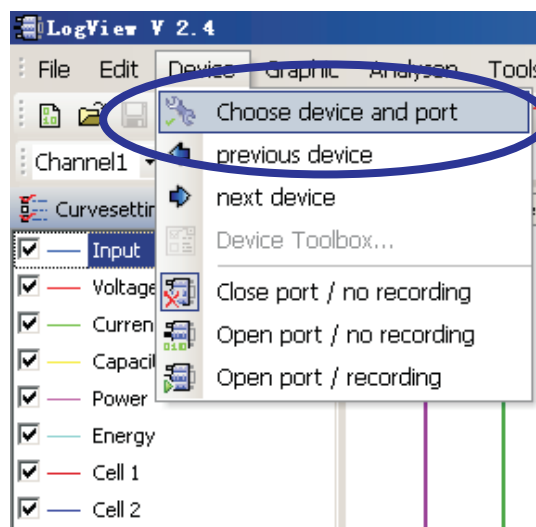 LogView V 2.4
File Edit Device Graphic Analysen Tools
Choose device and port
Channel1
previous device
next device
Curvesettin
Device Toolbox...
Input
Voltage
Close port / no recording
Curren
Open port / no recording
Capacit
Open port / recording
Power
Energy
Cell 1
Cell 2